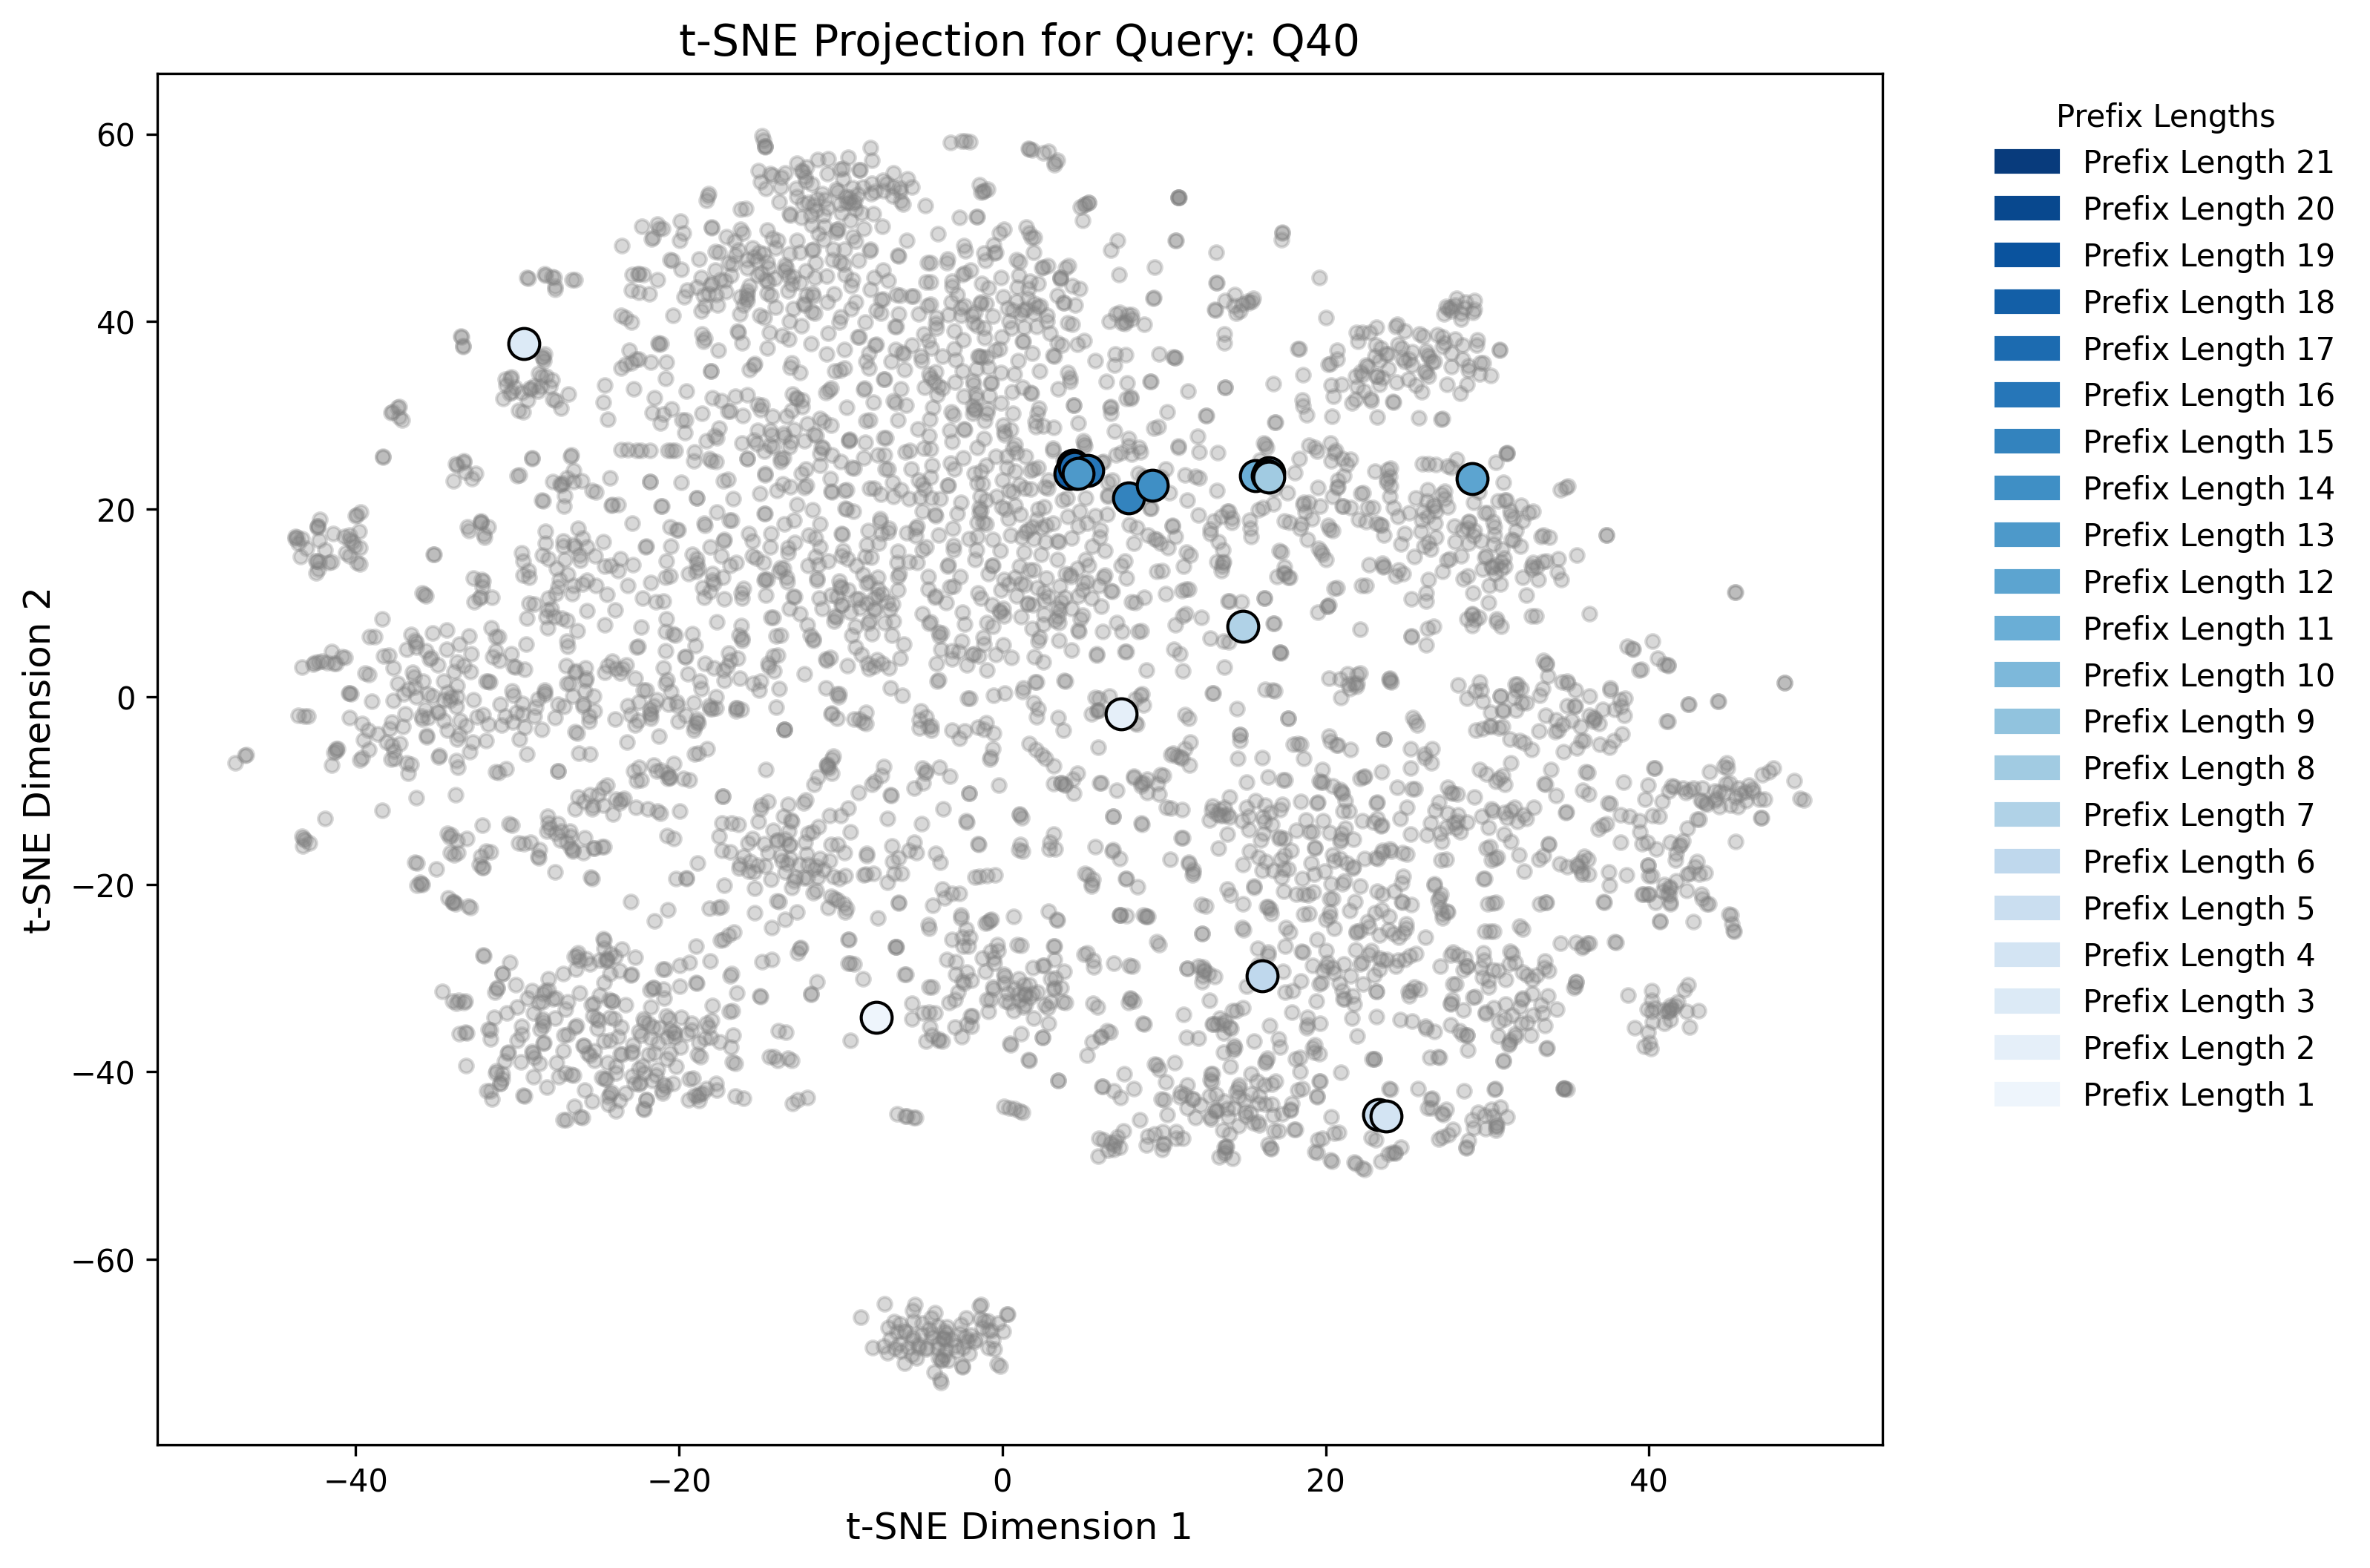 t-SNE Projection for Query: Q40
t-SNE Dimension 2
60
40
20
0
−20
−40
−60
−40
−20
0
20
40
t-SNE Dimension 1
Prefix Lengths
Prefix Length 21
Prefix Length 20
Prefix Length 19
Prefix Length 18
Prefix Length 17
Prefix Length 16
Prefix Length 15
Prefix Length 14
Prefix Length 13
Prefix Length 12
Prefix Length 11
Prefix Length 10
Prefix Length 9
Prefix Length 8
Prefix Length 7
Prefix Length 6
Prefix Length 5
Prefix Length 4
Prefix Length 3
Prefix Length 2
Prefix Length 1